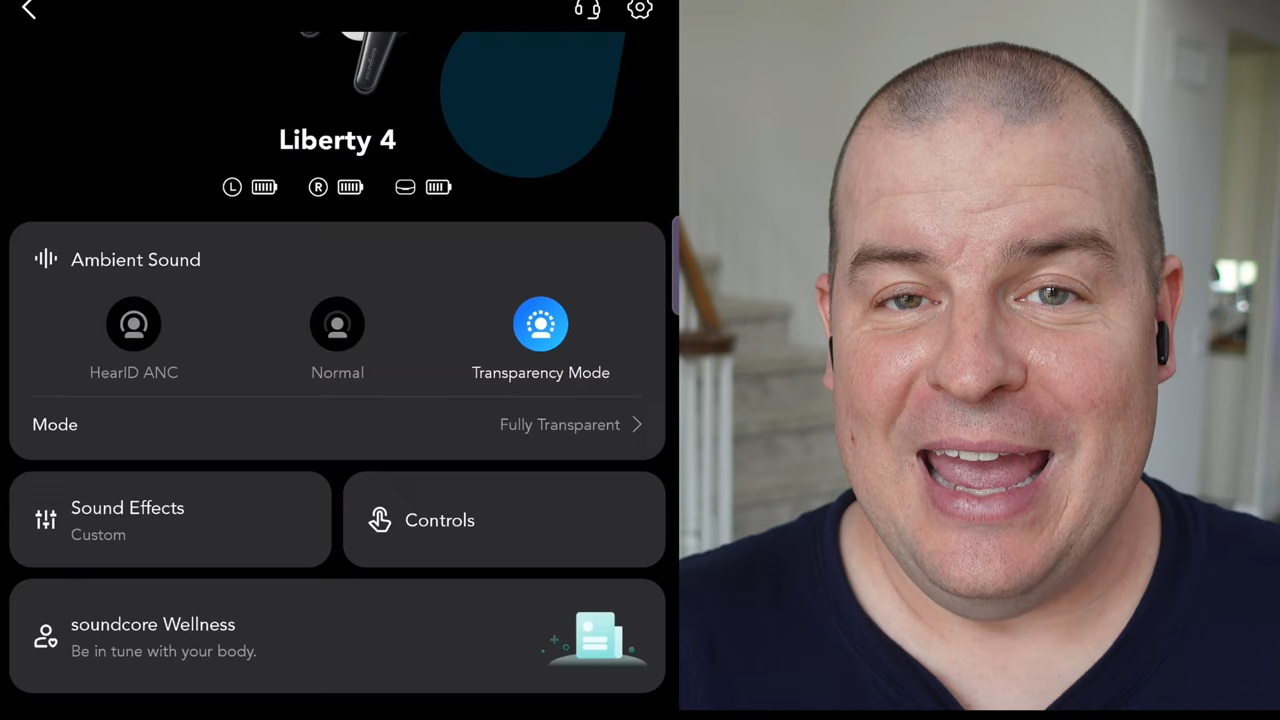 Liberty 4
L
R
Ambient Sound
HearID ANC
Normal
Transparency Mode
Mode
Fully Transparent
Sound Effects
Custom
Controls
soundcore Wellness
Be in tune with your body.